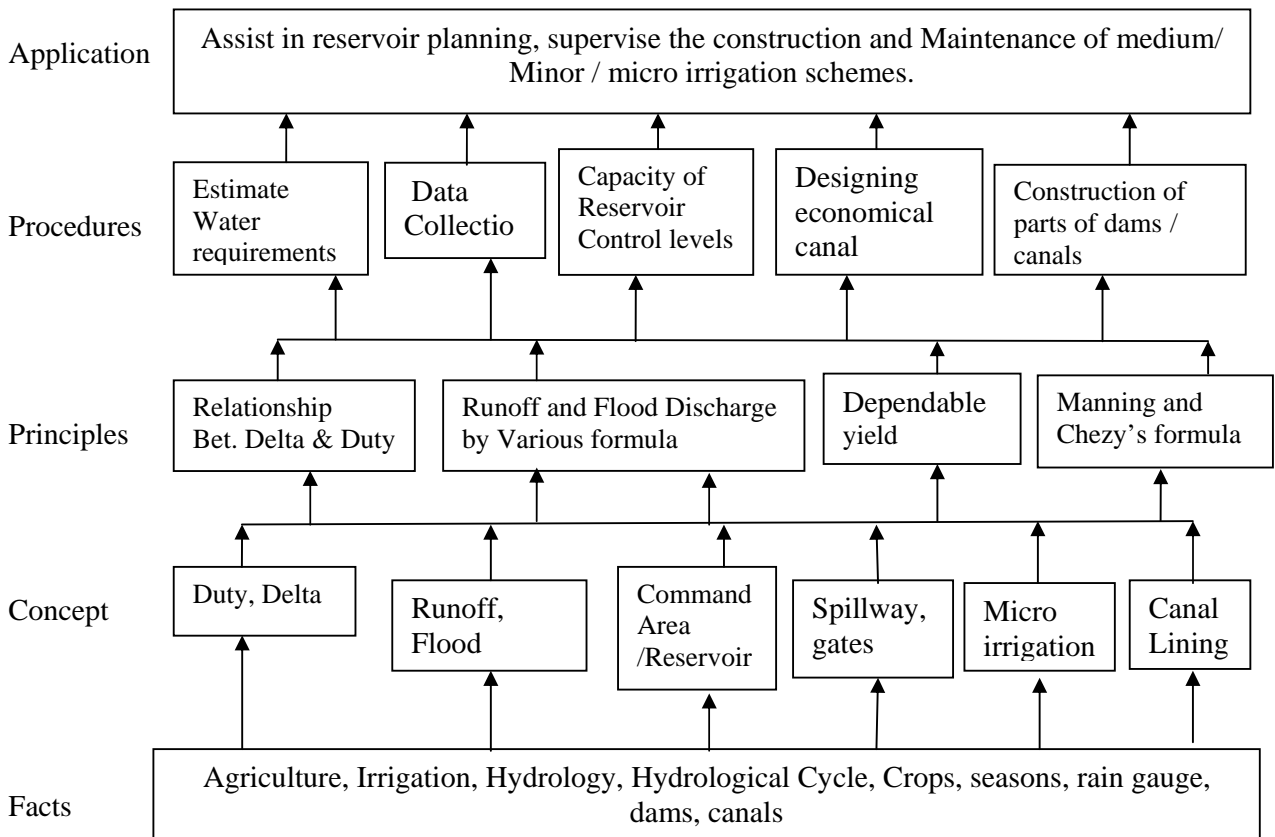 Application
Assist in reservoir planning, supervise the construction and Maintenance of medium/
Minor / micro irrigation schemes.
Procedures
Estimate
Water
requirements
Data
Collectio
Capacity of
Reservoir
Control levels
Designing
economical
canal
Construction of
parts of dams /
canals
Principles
Relationship
Bet. Delta & Duty
Runoff and Flood Discharge
by Various formula
Dependable
yield
Manning and
Chezy’s formula
Concept
Duty, Delta
Runoff,
Flood
Command
Area
/Reservoir
Spillway,
gates
Micro
irrigation
Canal
Lining
Facts
Agriculture, Irrigation, Hydrology, Hydrological Cycle, Crops, seasons, rain gauge,
dams, canals